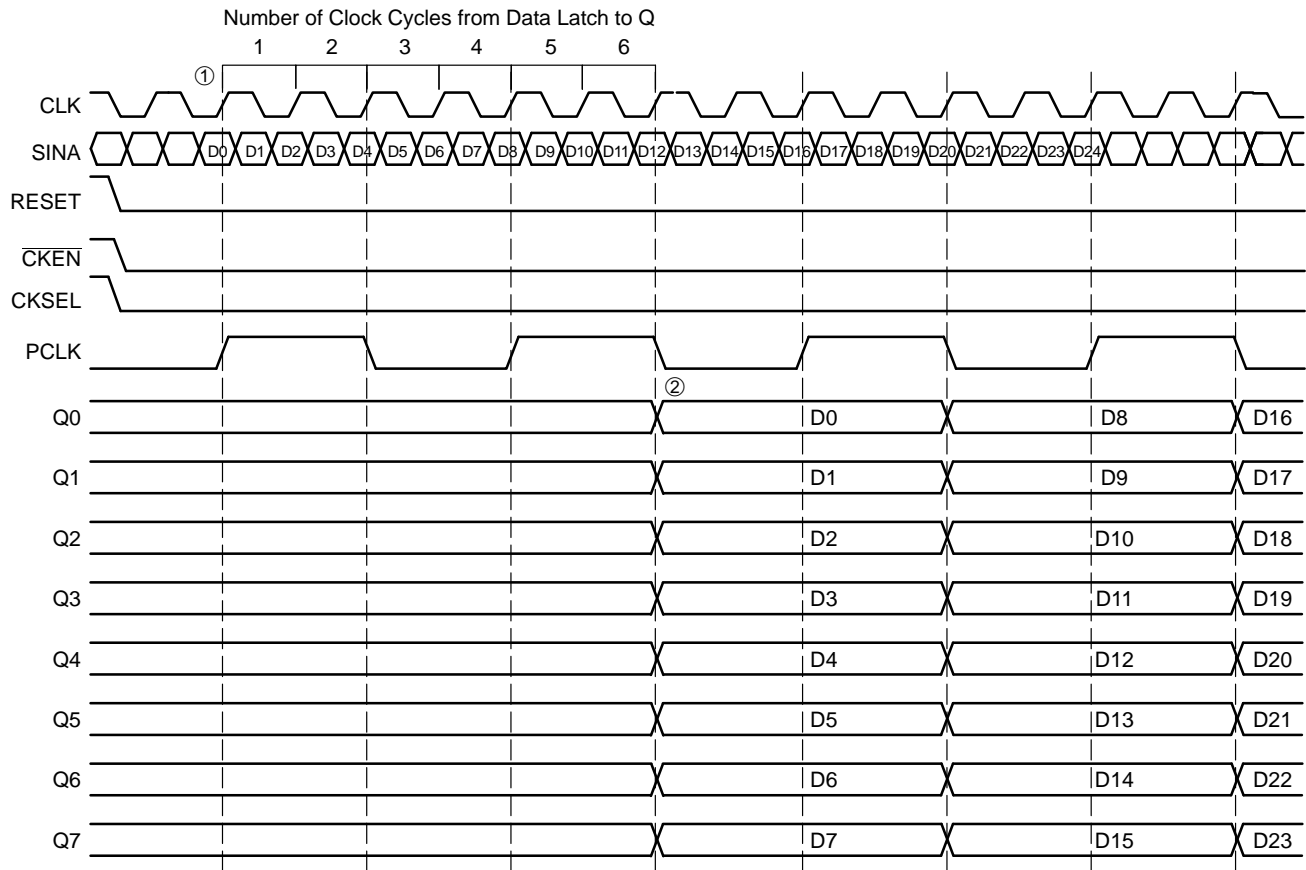 Number of Clock Cycles from Data Latch to Q
1 2 3 4 5 6
①
CLK
SINA D0 D1 D2 D3 D4 D5 D6 D7 D8 D9 D10 D11 D12 D13 D14 D15 D16 D17 D18 D19 D20 D21 D22 D23 D24
RESET
CKEN
CKSEL
PCLK
②
Q0 D0 D8 D16
Q1 D1 D9 D17
Q2 D2 D10 D18
Q3 D3 D11 D19
Q4 D4 D12 D20
Q5 D5 D13 D21
Q6 D6 D14 D22
Q7 D7 D15 D23